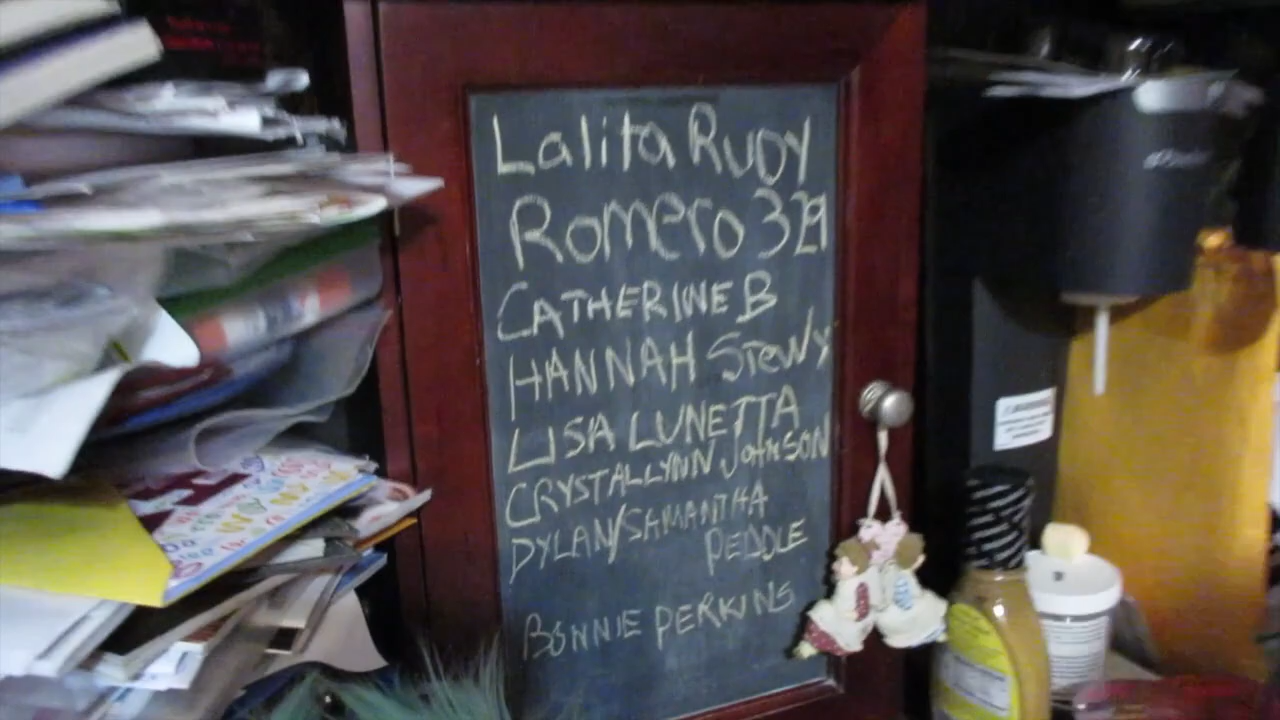 Lalita Rudy
Romero 329
CATHERINE B
HANNAH STEWY
LISA LUNETTA
CRYSTALLYNN JOHNSON
DYLAN/SAMANTHA
PEDDLE
BONNIE PERKINS